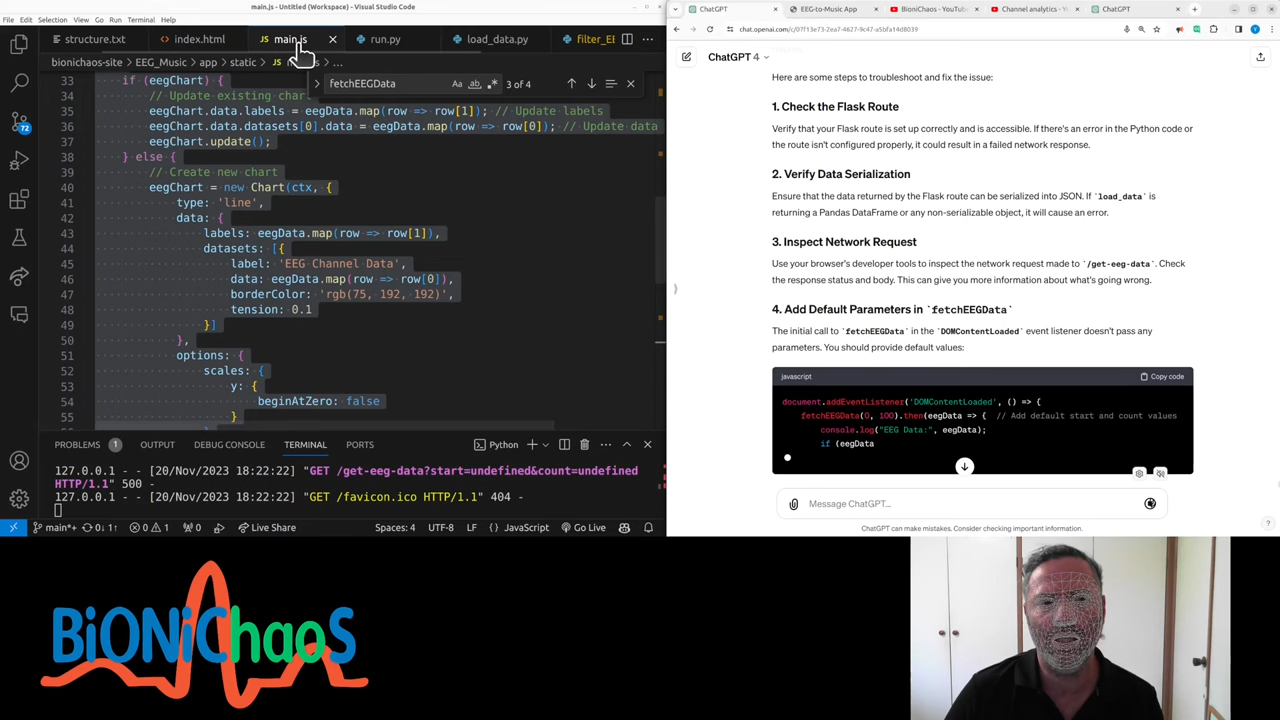 main.js - Untitled (Workspace) - Visual Studio Code
File Edit Selection View Go Run Terminal Help
structure.txt
index.html
JS main.js
run.py
load_data.py
filter_EE
bionichaos-site > EEG_Music > app > static > JS
fetchEEGData
Aa ab .* 3 of 4
33 if (eegChart) {
34 // Update existing char
35 eegChart.data.labels = eegData.map(row => row[1]); // Update labels
36 eegChart.data.datasets[0].data = eegData.map(row => row[0]); // Update data
37 eegChart.update();
38 } else {
39 // Create new chart
40 eegChart = new Chart(ctx, {
41 type: 'line',
42 data: {
43 labels: eegData.map(row => row[1]),
44 datasets: [{
45 label: 'EEG Channel Data',
46 data: eegData.map(row => row[0]),
47 borderColor: 'rgb(75, 192, 192)',
48 tension: 0.1
49 }]
50 },
51 options: {
52 scales: {
53 y: {
54 beginAtZero: false
55 }
PROBLEMS 1 OUTPUT DEBUG CONSOLE TERMINAL PORTS
Python
127.0.0.1 - - [20/Nov/2023 18:22:22] "GET /get-eeg-data?start=undefined&count=undefined
HTTP/1.1" 500 -
127.0.0.1 - - [20/Nov/2023 18:22:22] "GET /favicon.ico HTTP/1.1" 404 -
72
main*+ 0↓ 1↑ 0 1 0 Live Share Spaces: 4 UTF-8 LF JavaScript Go Live
ChatGPT
EEG-to-Music App
BioniChaos - YouTube
Channel analytics - Yo
ChatGPT
chat.openai.com/g/07f13e73-2ea7-4627-9c47-a5bfa14d8039
ChatGPT 4
Here are some steps to troubleshoot and fix the issue:
1. Check the Flask Route
Verify that your Flask route is set up correctly and is accessible. If there's an error in the Python code or
the route isn't configured properly, it could result in a failed network response.
2. Verify Data Serialization
Ensure that the data returned by the Flask route can be serialized into JSON. If `load_data` is
returning a Pandas DataFrame or any non-serializable object, it will cause an error.
3. Inspect Network Request
Use your browser's developer tools to inspect the network request made to `/get-eeg-data`. Check
the response status and body. This can give you more information about what's going wrong.
4. Add Default Parameters in `fetchEEGData`
The initial call to `fetchEEGData` in the `DOMContentLoaded` event listener doesn't pass any
parameters. You should provide default values:
javascript
Copy code
document.addEventListener('DOMContentLoaded', () => {
fetchEEGData(0, 100).then(eegData => { // Add default start and count values
console.log("EEG Data:", eegData);
if (eegData
Message ChatGPT...
ChatGPT can make mistakes. Consider checking important information.
?
BiONiChaoS